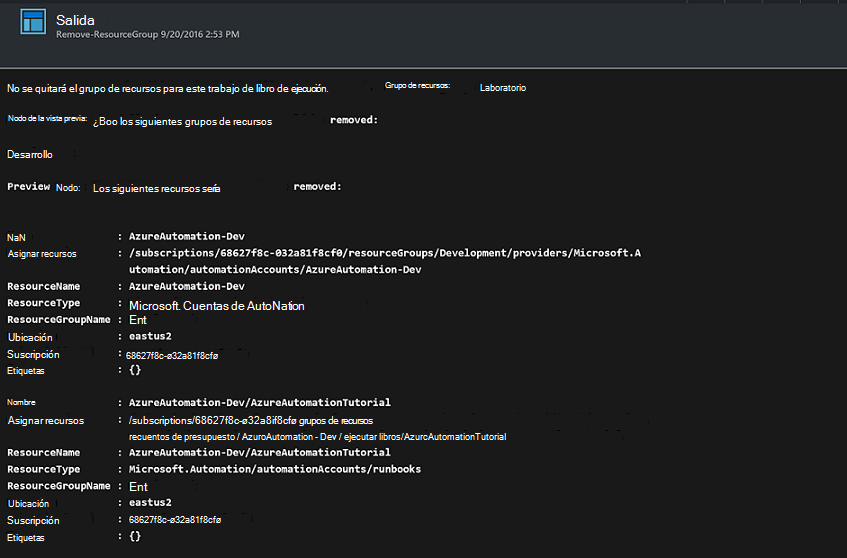 Salida
Remove-ResourceGroup 9/20/2016 2:53 PM
No se quitará el grupo de recursos para este trabajo de libro de ejecución. Grupo de recursos: Laboratorio
Nodo de la vista previa: ¿Boo los siguientes grupos de recursos removed:
Desarrollo
Preview Nodo: Los siguientes recursos sería removed:
NaN : AzureAutomation-Dev
Asignar recursos : /subscriptions/68627f8c-032a81f8cf0/resourceGroups/Development/providers/Microsoft.A
utomation/automationAccounts/AzureAutomation-Dev
ResourceName : AzureAutomation-Dev
ResourceType : Microsoft. Cuentas de AutoNation
ResourceGroupName : Ent
Ubicación : eastus2
Suscripción : 68627f8c-ø32a81f8cfø
Etiquetas : {}
Nombre : AzureAutomation-Dev/AzureAutomationTutorial
Asignar recursos : /subscriptions/68627f8c-ø32a8if8cfø grupos de recursos
recuentos de presupuesto / AzuroAutomation - Dev / ejecutar libros/AzurcAutomationTutorial
ResourceName : AzureAutomation-Dev/AzureAutomationTutorial
ResourceType : Microsoft.Automation/automationAccounts/runbooks
ResourceGroupName : Ent
Ubicación : eastus2
Suscripción : 68627f8c-ø32a81f8cfø
Etiquetas : {}